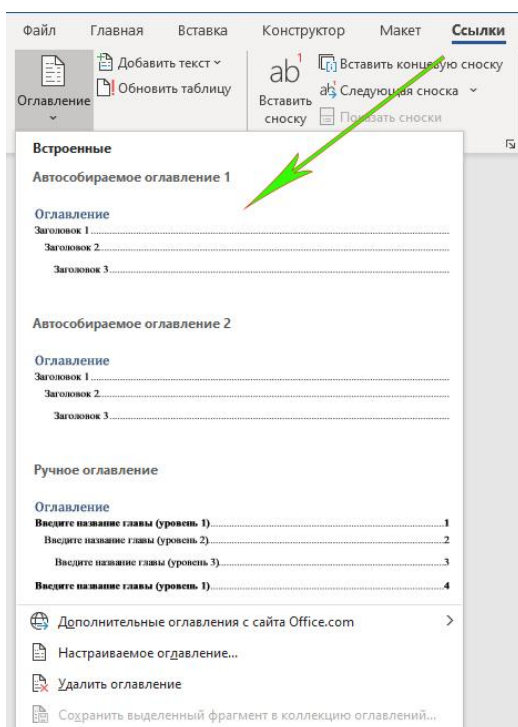 Файл Главная Вставка Конструктор Макет Ссылки
Оглавление
Добавить текст
Обновить таблицу
ab¹
Вставить сноску
Вставить концевую сноску
Следующая сноска
Показать сноски
Встроенные
Автособираемое оглавление 1
Оглавление
Заголовок 1
Заголовок 2
Заголовок 3
Автособираемое оглавление 2
Оглавление
Заголовок 1
Заголовок 2
Заголовок 3
Ручное оглавление
Оглавление
Введите название главы (уровень 1) 1
Введите название главы (уровень 2) 2
Введите название главы (уровень 3) 3
Введите название главы (уровень 1) 4
Дополнительные оглавления с сайта Office.com
Настраиваемое оглавление...
Удалить оглавление
Сохранить выделенный фрагмент в коллекцию оглавлений...